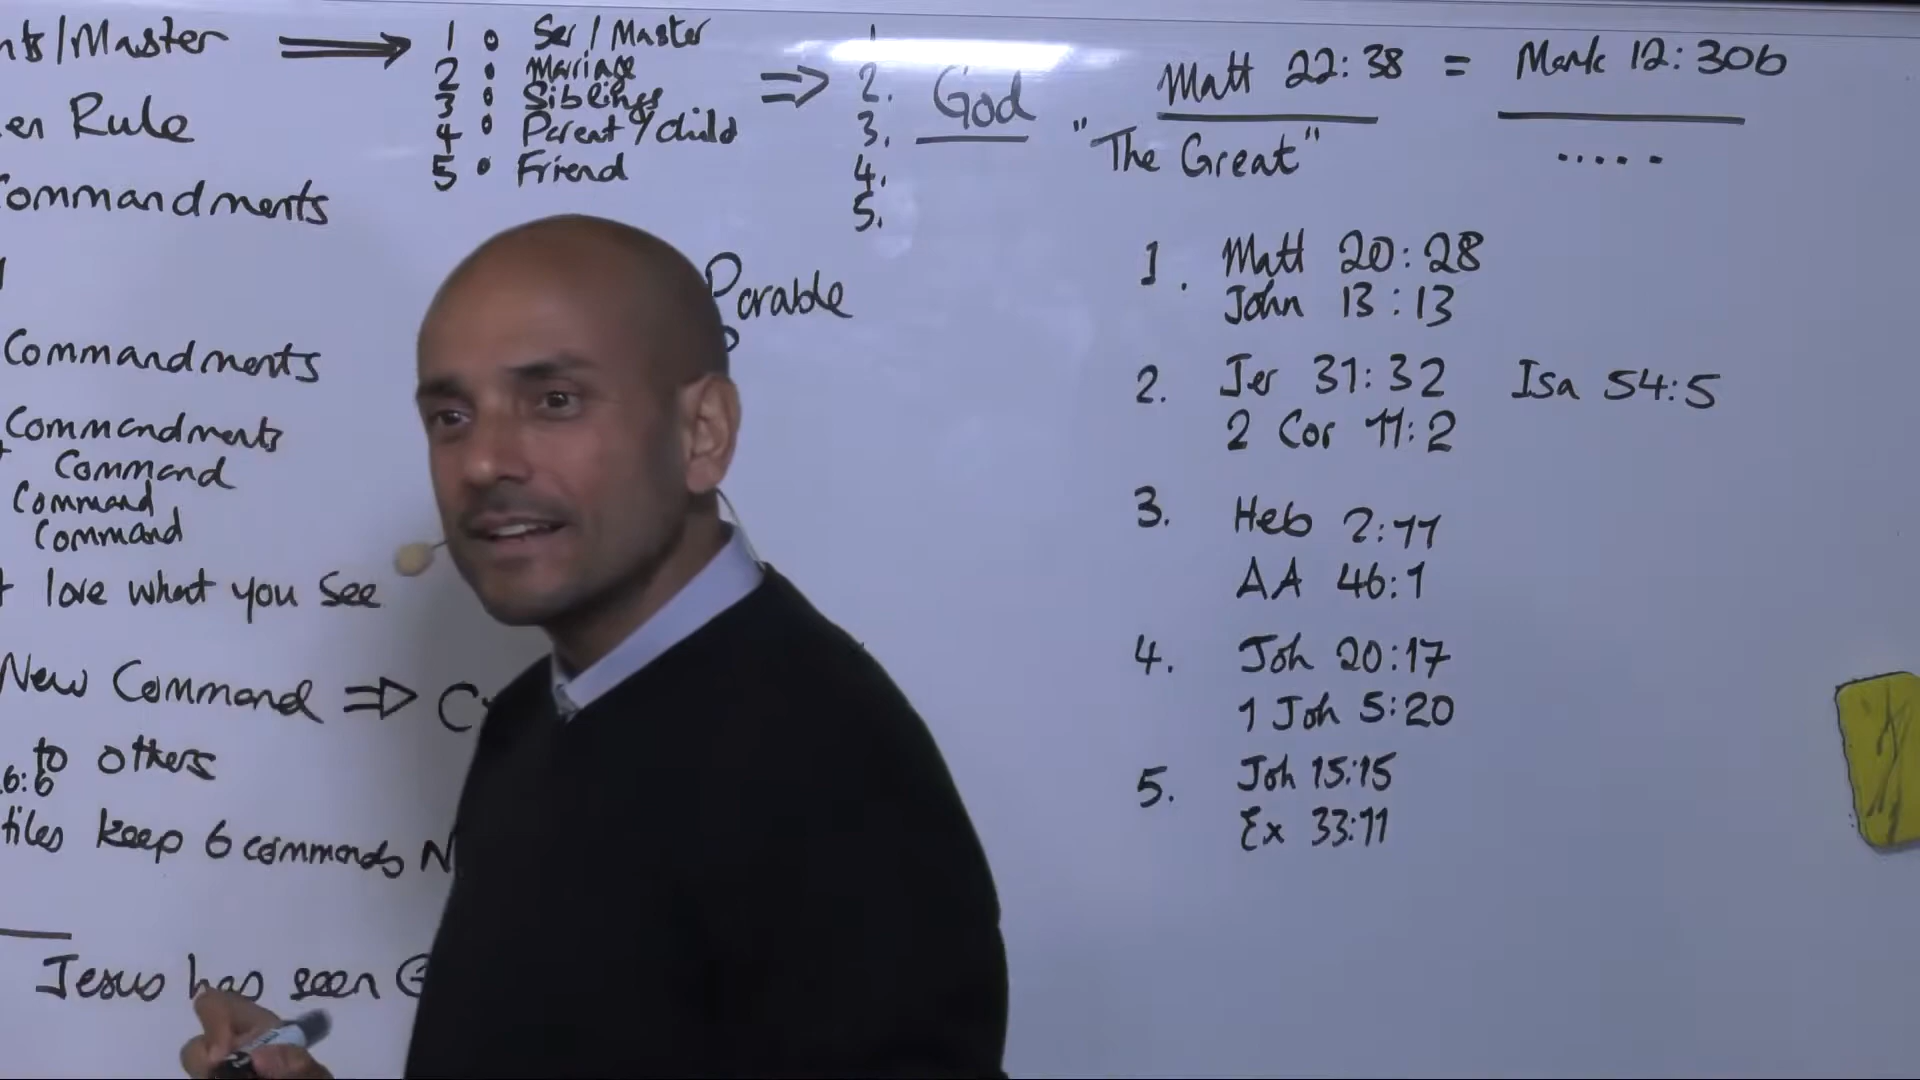 nts/Master ⟹ 1 • Ser/Master
2 • Marriage
3 • Siblings
4 • Parent/child
5 • Friend
⇒ 1
2. God
3.
4.
5.
Matt 22:38 = Mark 12:30b
"The Great" .....
en Rule
Commandments
Parable
Commandments
Commandments
Command
Command
Command
love what you see
New Command ⇒ C
to others
6:6
tiles keep 6 commands N
Jesus has seen G
1. Matt 20:28
John 13:13
2. Jer 31:32 Isa 54:5
2 Cor 11:2
3. Heb 2:11
AA 46:1
4. Joh 20:17
1 Joh 5:20
5. Joh 15:15
Ex 33:11